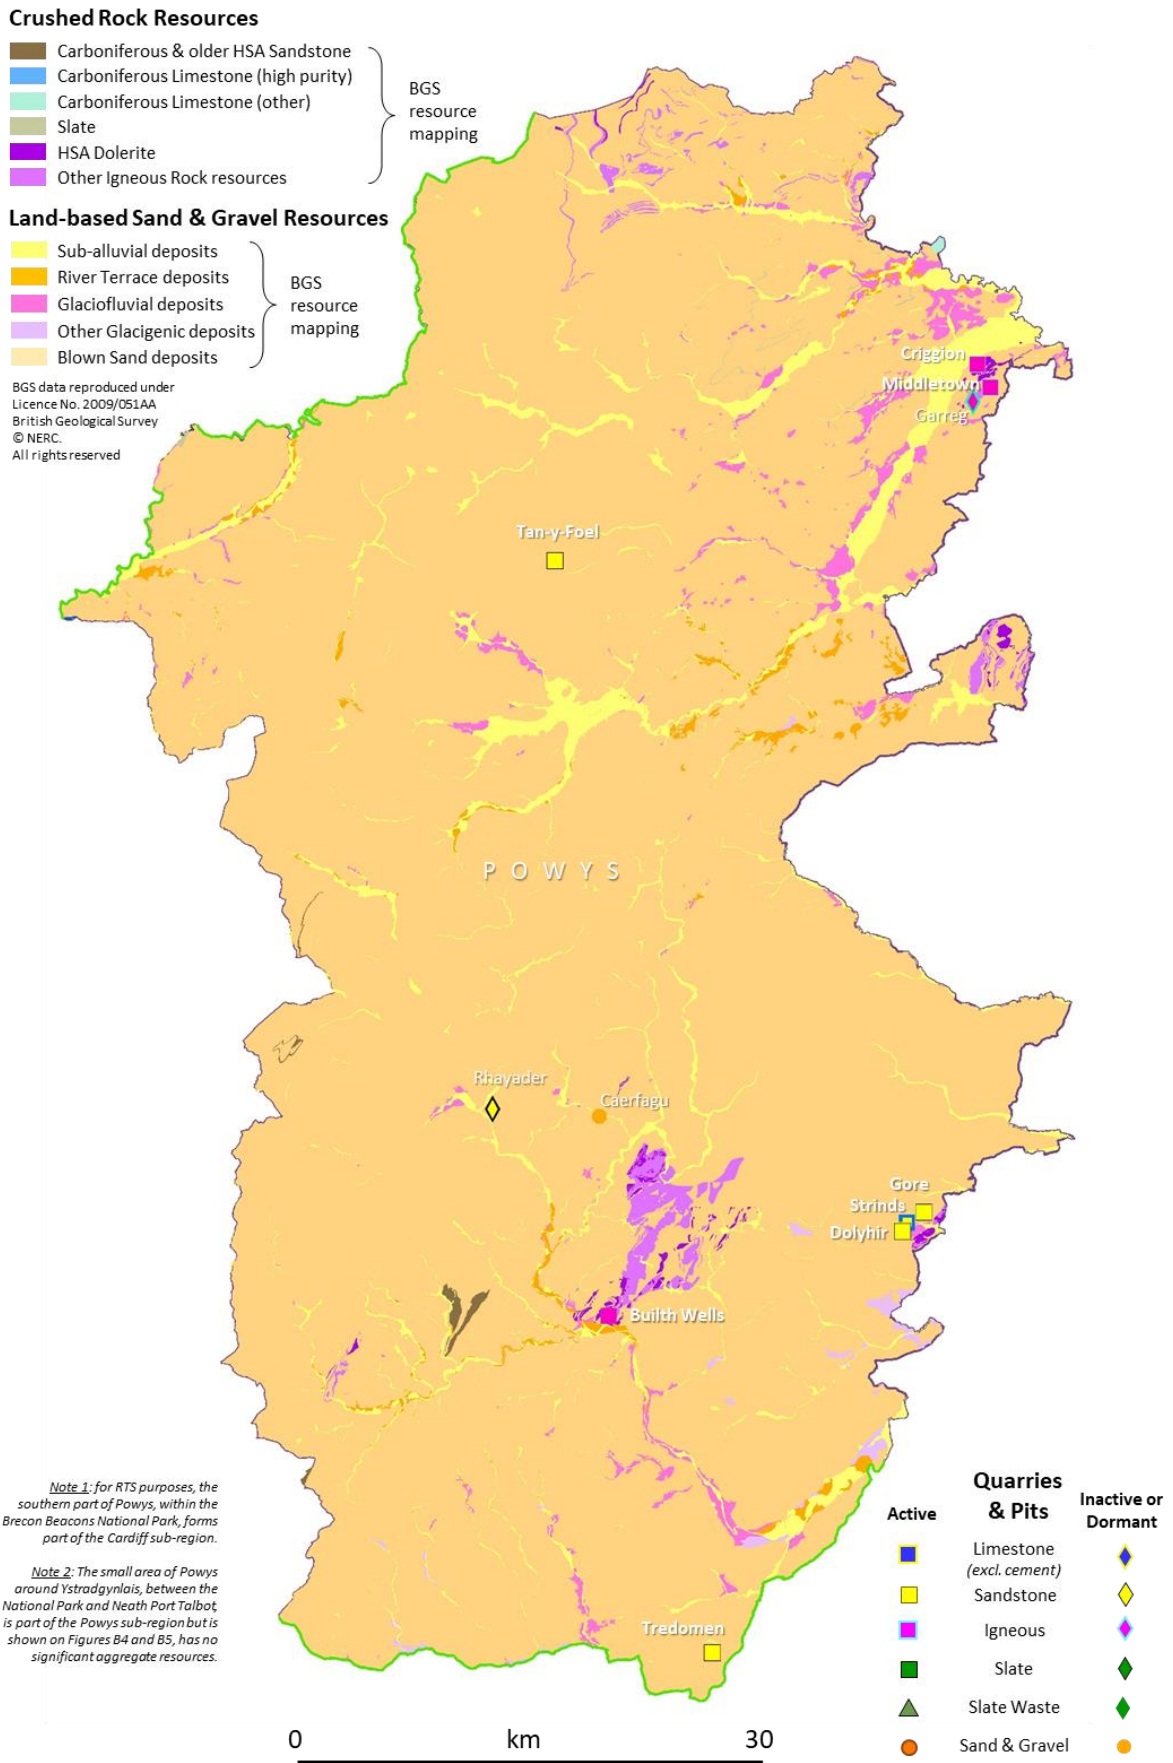 Crushed Rock Resources
Carboniferous & older HSA Sandstone
Carboniferous Limestone (high purity)
Carboniferous Limestone (other)
Slate
HSA Dolerite
Other Igneous Rock resources
BGS
resource
mapping
Land-based Sand & Gravel Resources
Sub-alluvial deposits
River Terrace deposits
Glaciofluvial deposits
Other Glacigenic deposits
Blown Sand deposits
BGS
resource
mapping
BGS data reproduced under
Licence No. 2009/051AA
British Geological Survey
© NERC.
All rights reserved
Criggion
Middletown
Garreg
Tan-y-Foel
POWYS
Rhayader
Caerfagu
Gore
Strinds
Dolyhir
Builth Wells
Tredomen
Note 1: for RTS purposes, the
southern part of Powys, within the
Brecon Beacons National Park, forms
part of the Cardiff sub-region.
Note 2: The small area of Powys
around Ystradgynlais, between the
National Park and Neath Port Talbot,
is part of the Powys sub-region but is
shown on Figures B4 and B5, has no
significant aggregate resources.
Quarries
& Pits
Active
Inactive or
Dormant
Limestone
(excl. cement)
Sandstone
Igneous
Slate
Slate Waste
Sand & Gravel
0 km 30